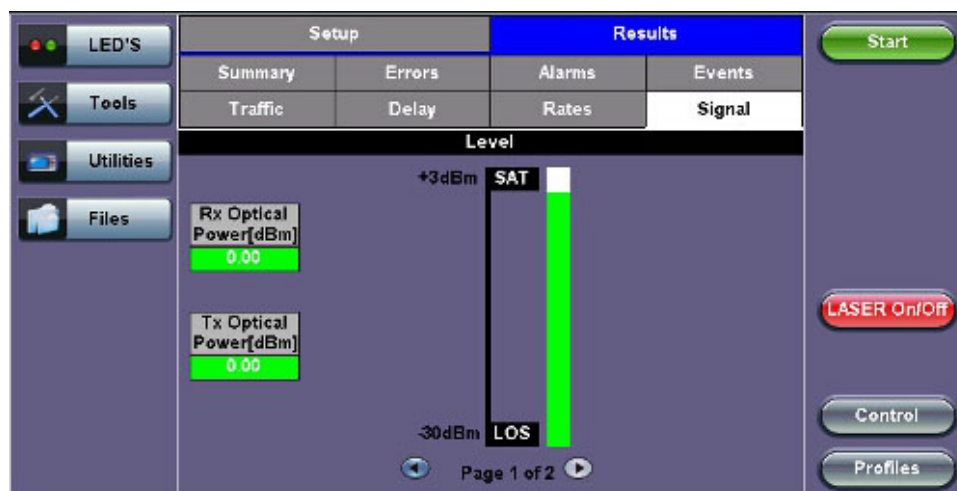 LED'S
Tools
Utilities
Files
Setup Results
Summary Errors Alarms Events
Traffic Delay Rates Signal
Level
+3dBm SAT
Rx Optical
Power[dBm]
0.00
Tx Optical
Power[dBm]
0.00
-30dBm LOS
Page 1 of 2
Start
LASER On/Off
Control
Profiles